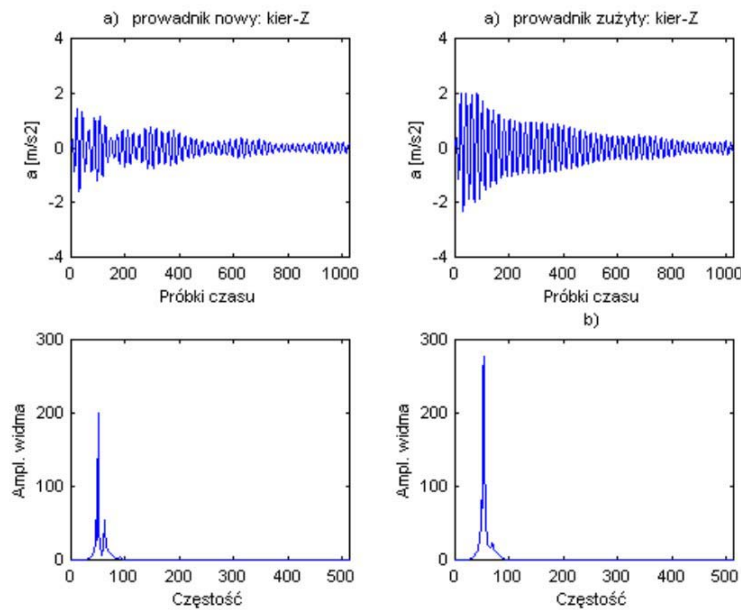 a) prowadnik nowy: kier-Z
4
2
0
-2
-4
a [m/s2]
0 200 400 600 800 1000
Próbki czasu
a) prowadnik zużyty: kier-Z
4
2
0
-2
-4
a [m/s2]
0 200 400 600 800 1000
Próbki czasu
300
200
100
0
Ampl. widma
0 100 200 300 400 500
Częstość
b)
300
200
100
0
Ampl. widma
0 100 200 300 400 500
Częstość